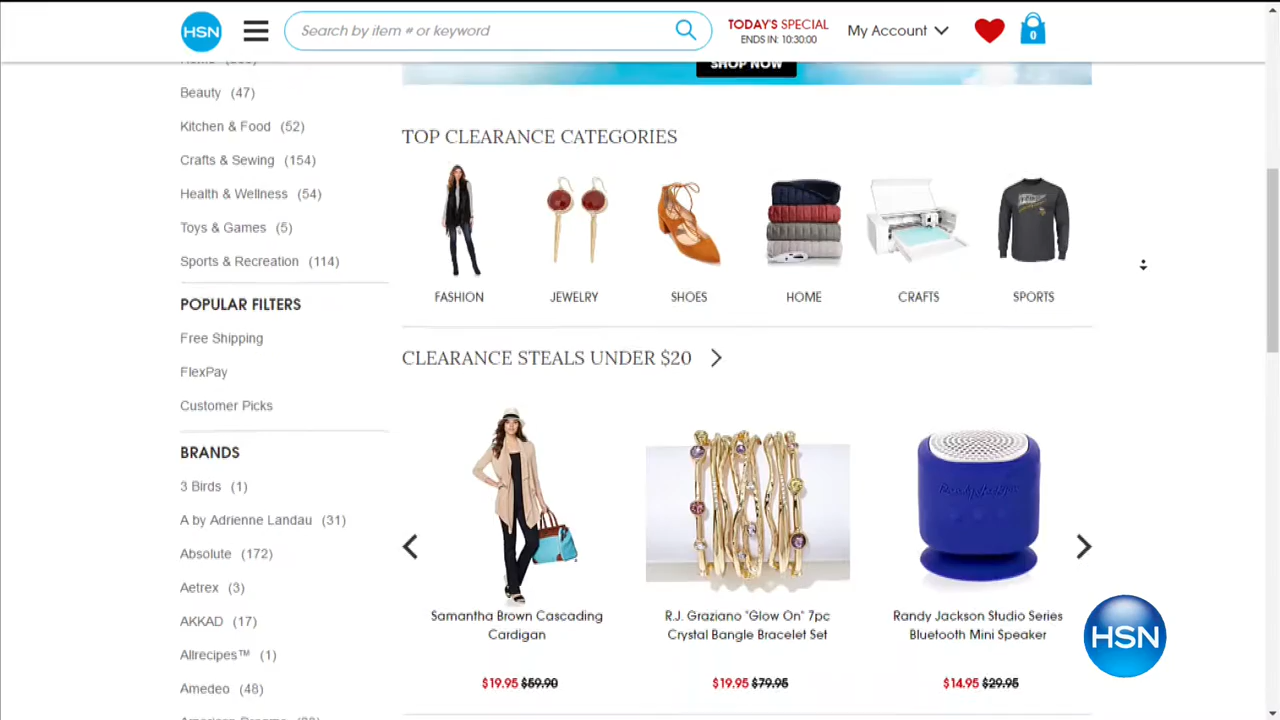 HSN
Search by item # or keyword
TODAY'S SPECIAL
ENDS IN: 10:30:00
My Account
0
SHOP NOW
Beauty (47)
Kitchen & Food (52)
Crafts & Sewing (154)
Health & Wellness (54)
Toys & Games (5)
Sports & Recreation (114)
POPULAR FILTERS
Free Shipping
FlexPay
Customer Picks
BRANDS
3 Birds (1)
A by Adrienne Landau (31)
Absolute (172)
Aetrex (3)
AKKAD (17)
Allrecipes™ (1)
Amedeo (48)
TOP CLEARANCE CATEGORIES
FASHION
JEWELRY
SHOES
HOME
CRAFTS
SPORTS
CLEARANCE STEALS UNDER $20
Samantha Brown Cascading
Cardigan
$19.95 $59.90
R.J. Graziano "Glow On" 7pc
Crystal Bangle Bracelet Set
$19.95 $79.95
Randy Jackson
Randy Jackson Studio Series
Bluetooth Mini Speaker
$14.95 $29.95
HSN